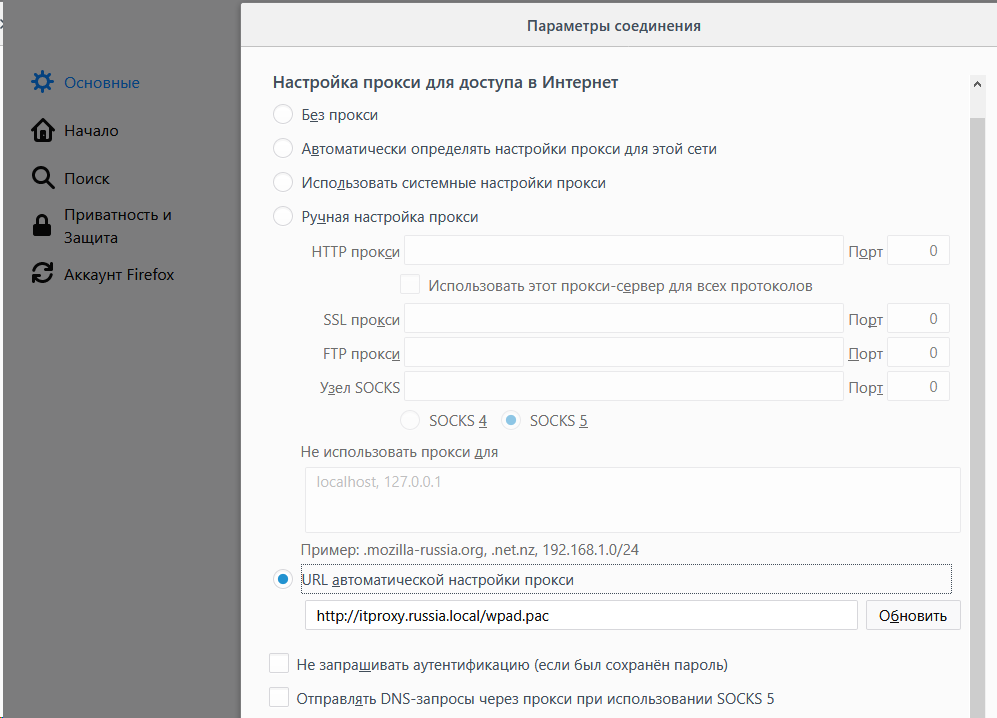 Параметры соединения
Основные
Начало
Поиск
Приватность и
Защита
Аккаунт Firefox
Настройка прокси для доступа в Интернет
Без прокси
Автоматически определять настройки прокси для этой сети
Использовать системные настройки прокси
Ручная настройка прокси
HTTP прокси Порт 0
Использовать этот прокси-сервер для всех протоколов
SSL прокси Порт 0
FTP прокси Порт 0
Узел SOCKS Порт 0
SOCKS 4 SOCKS 5
Не использовать прокси для
localhost, 127.0.0.1
Пример: .mozilla-russia.org, .net.nz, 192.168.1.0/24
URL автоматической настройки прокси
http://itproxy.russia.local/wpad.pac Обновить
Не запрашивать аутентификацию (если был сохранён пароль)
Отправлять DNS-запросы через прокси при использовании SOCKS 5